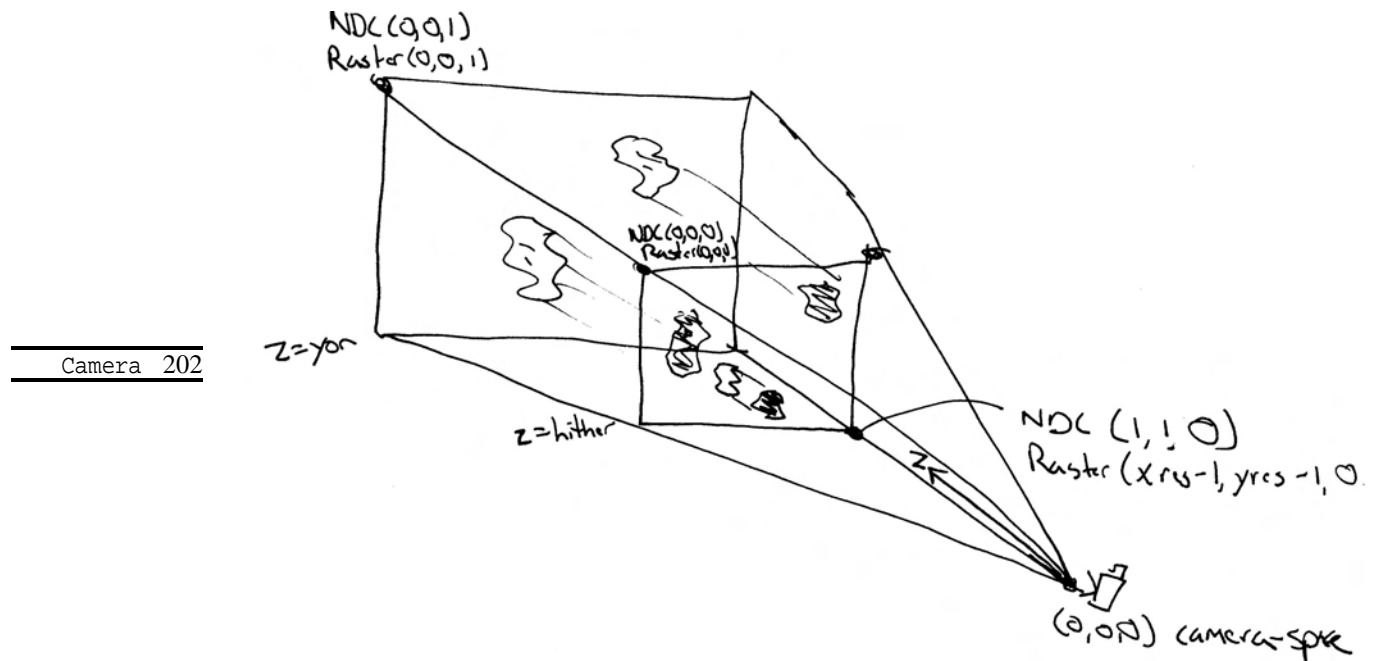 NDC(0,0,1)
Raster(0,0,1)
NDC(0,0,0)
Raster(0,0,0)
z=yon
Camera 202
z=hither
NDC (1,1,0)
Raster(xres-1,yres-1,0
z
(0,0,0) camera-space